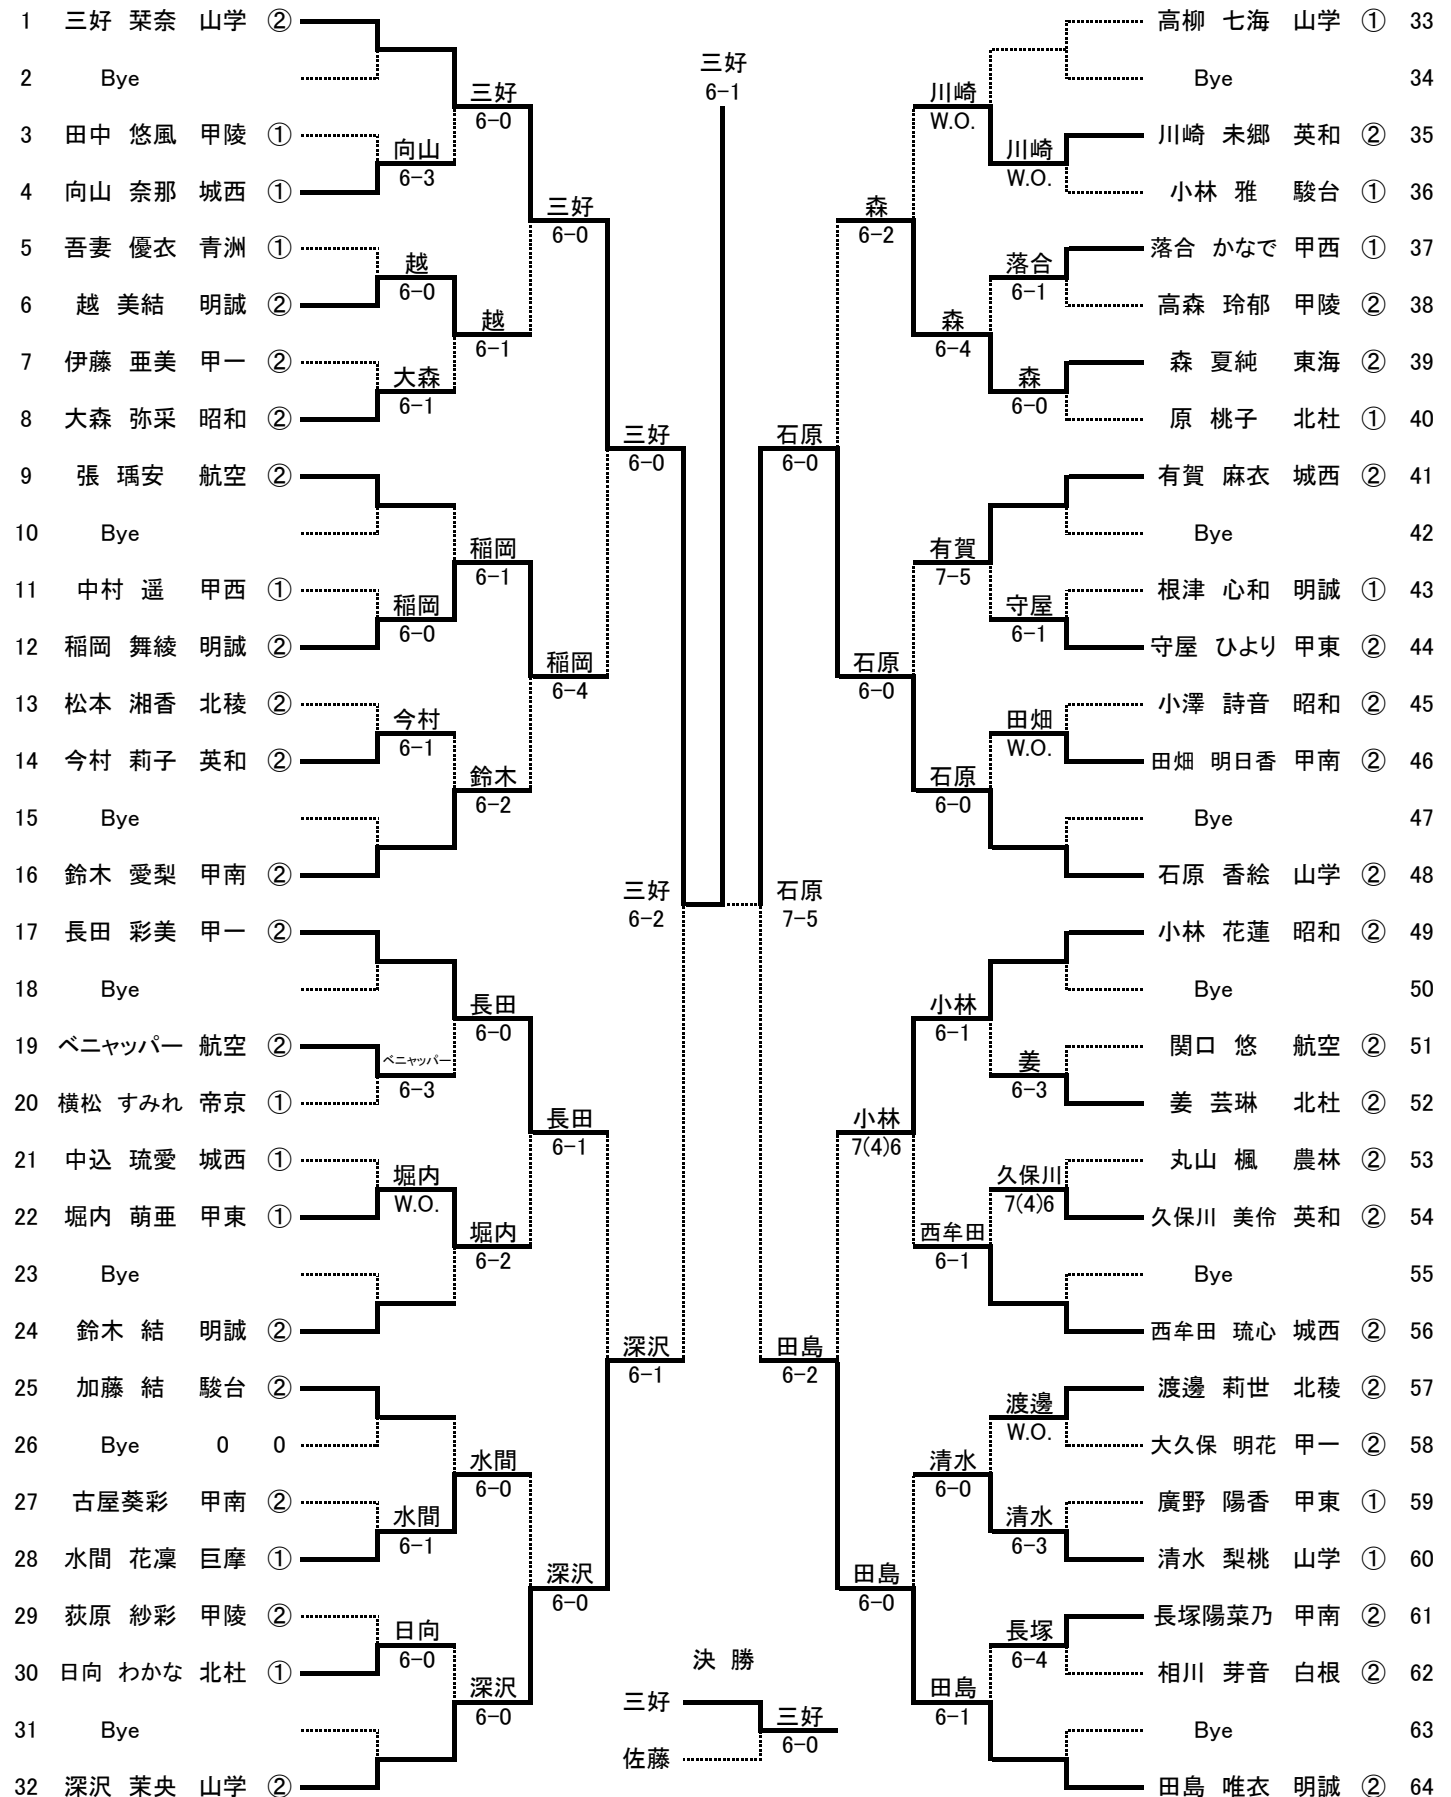 1 三好 栞奈 山学 ②
2 Bye
3 田中 悠風 甲陵 ①
4 向山 奈那 城西 ①
5 吾妻 優衣 青洲 ①
6 越 美結 明誠 ②
7 伊藤 亜美 甲一 ②
8 大森 弥采 昭和 ②
9 張 瑀安 航空 ②
10 Bye
11 中村 遥 甲西 ①
12 稲岡 舞綾 明誠 ②
13 松本 湘香 北稜 ②
14 今村 莉子 英和 ②
15 Bye
16 鈴木 愛梨 甲南 ②
17 長田 彩美 甲一 ②
18 Bye
19 ベニャッパー 航空 ②
20 横松 すみれ 帝京 ①
21 中込 琉愛 城西 ①
22 堀内 萌亜 甲東 ①
23 Bye
24 鈴木 結 明誠 ②
25 加藤 結 駿台 ②
26 Bye 0 0
27 古屋葵彩 甲南 ②
28 水間 花凜 巨摩 ①
29 荻原 紗彩 甲陵 ②
30 日向 わかな 北杜 ①
31 Bye
32 深沢 茉央 山学 ②
向山
6-3
越
6-0
大森
6-1
稲岡
6-0
今村
6-1
ベニャッパー
6-3
堀内
W.O.
水間
6-1
日向
6-0
三好
6-0
越
6-1
稲岡
6-1
鈴木
6-2
長田
6-0
堀内
6-2
水間
6-0
深沢
6-0
三好
6-0
稲岡
6-4
長田
6-1
深沢
6-0
三好
6-0
深沢
6-1
三好
6-2
三好
6-1
石原
7-5
石原
6-0
田島
6-2
森
6-2
石原
6-0
小林
7(4)6
田島
6-0
川崎
W.O.
森
6-4
有賀
7-5
石原
6-0
小林
6-1
西牟田
6-1
清水
6-0
田島
6-1
川崎
W.O.
落合
6-1
森
6-0
守屋
6-1
田畑
W.O.
姜
6-3
久保川
7(4)6
渡邊
W.O.
清水
6-3
長塚
6-4
高柳 七海 山学 ① 33
Bye 34
川崎 未郷 英和 ② 35
小林 雅 駿台 ① 36
落合 かなで 甲西 ① 37
高森 玲郁 甲陵 ② 38
森 夏純 東海 ② 39
原 桃子 北杜 ① 40
有賀 麻衣 城西 ② 41
Bye 42
根津 心和 明誠 ① 43
守屋 ひより 甲東 ② 44
小澤 詩音 昭和 ② 45
田畑 明日香 甲南 ② 46
Bye 47
石原 香絵 山学 ② 48
小林 花蓮 昭和 ② 49
Bye 50
関口 悠 航空 ② 51
姜 芸琳 北杜 ② 52
丸山 楓 農林 ② 53
久保川 美伶 英和 ② 54
Bye 55
西牟田 琉心 城西 ② 56
渡邊 莉世 北稜 ② 57
大久保 明花 甲一 ② 58
廣野 陽香 甲東 ① 59
清水 梨桃 山学 ① 60
長塚陽菜乃 甲南 ② 61
相川 芽音 白根 ② 62
Bye 63
田島 唯衣 明誠 ② 64
決 勝
三好
佐藤
三好
6-0